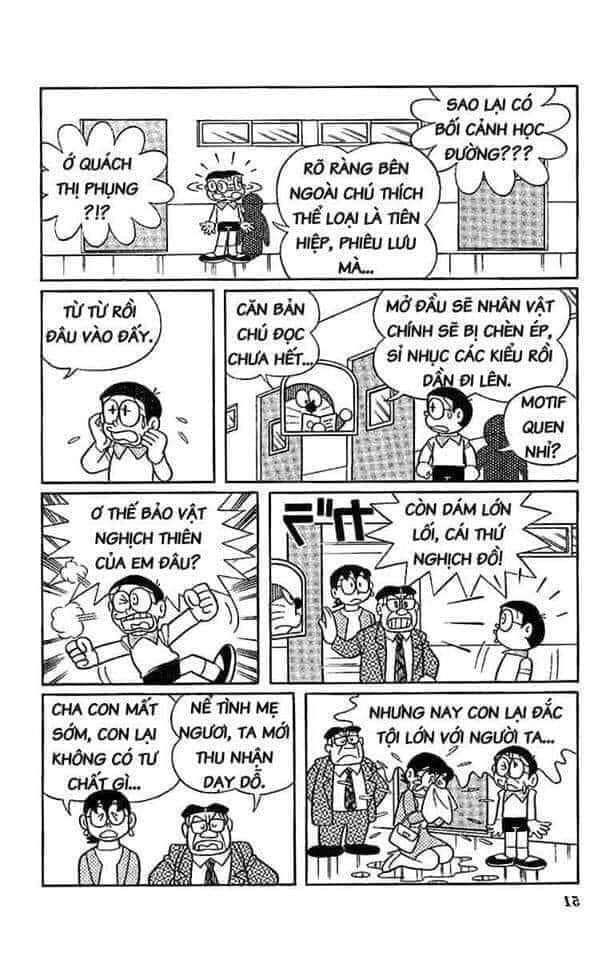 Ớ QUÁCH
THỊ PHỤNG
?!?
RÕ RÀNG BÊN
NGOÀI CHÚ THÍCH
THỂ LOẠI LÀ TIÊN
HIỆP, PHIÊU LƯU
MÀ...
SAO LẠI CÓ
BỐI CẢNH HỌC
ĐƯỜNG???
TỪ TỪ RỒI
ĐÂU VÀO ĐẤY.
CĂN BẢN
CHÚ ĐỌC
CHƯA HẾT...
MỞ ĐẦU SẼ NHÂN VẬT
CHÍNH SẼ BỊ CHÈN ÉP,
SỈ NHỤC CÁC KIỂU RỒI
DẦN ĐI LÊN.
MOTIF
QUEN
NHỈ?
Ơ THẾ BẢO VẬT
NGHỊCH THIÊN
CỦA EM ĐÂU?
CÒN DÁM LỚN
LỐI, CÁI THỨ
NGHỊCH ĐỒ!
CHA CON MẤT
SỚM, CON LẠI
KHÔNG CÓ TƯ
CHẤT GÌ...
NỂ TÌNH MẸ
NGƯƠI, TA MỚI
THU NHẬN
DẠY DỖ.
NHƯNG NAY CON LẠI ĐẮC
TỘI LỚN VỚI NGƯỜI TA...
51